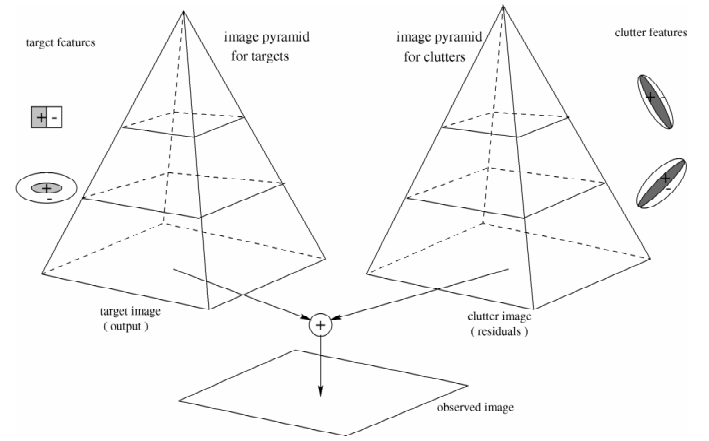 target features
image pyramid
for targets
image pyramid
for clutters
clutter features
+ -
+
-
+ -
+
-
target image
( output )
+
clutter image
( residuals )
observed image